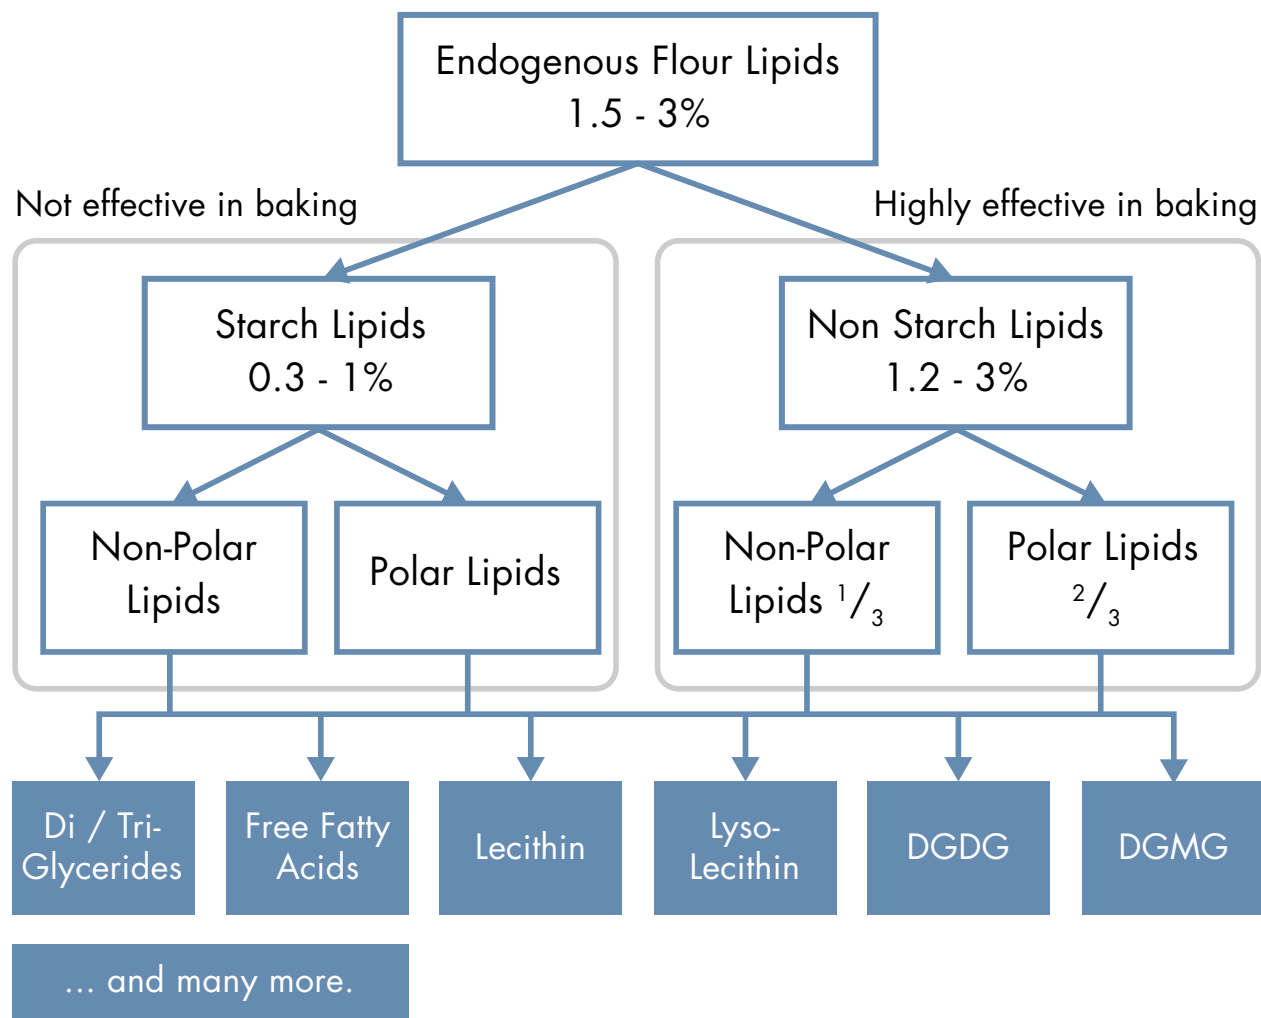 Endogenous Flour Lipids
1.5 - 3%
Not effective in baking
Highly effective in baking
Starch Lipids
0.3 - 1%
Non Starch Lipids
1.2 - 3%
Non-Polar
Lipids
Polar Lipids
Non-Polar
Lipids 1/3
Polar Lipids
2/3
Di / Tri-
Glycerides
Free Fatty
Acids
Lecithin
Lyso-
Lecithin
DGDG
DGMG
... and many more.